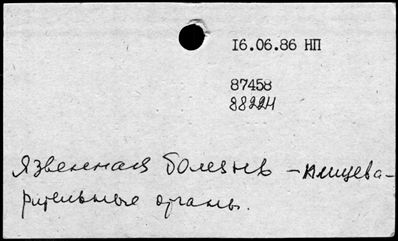 16.06.86 НП
87458
88224
Язвенная болезнь - пищева-
рительные органы.